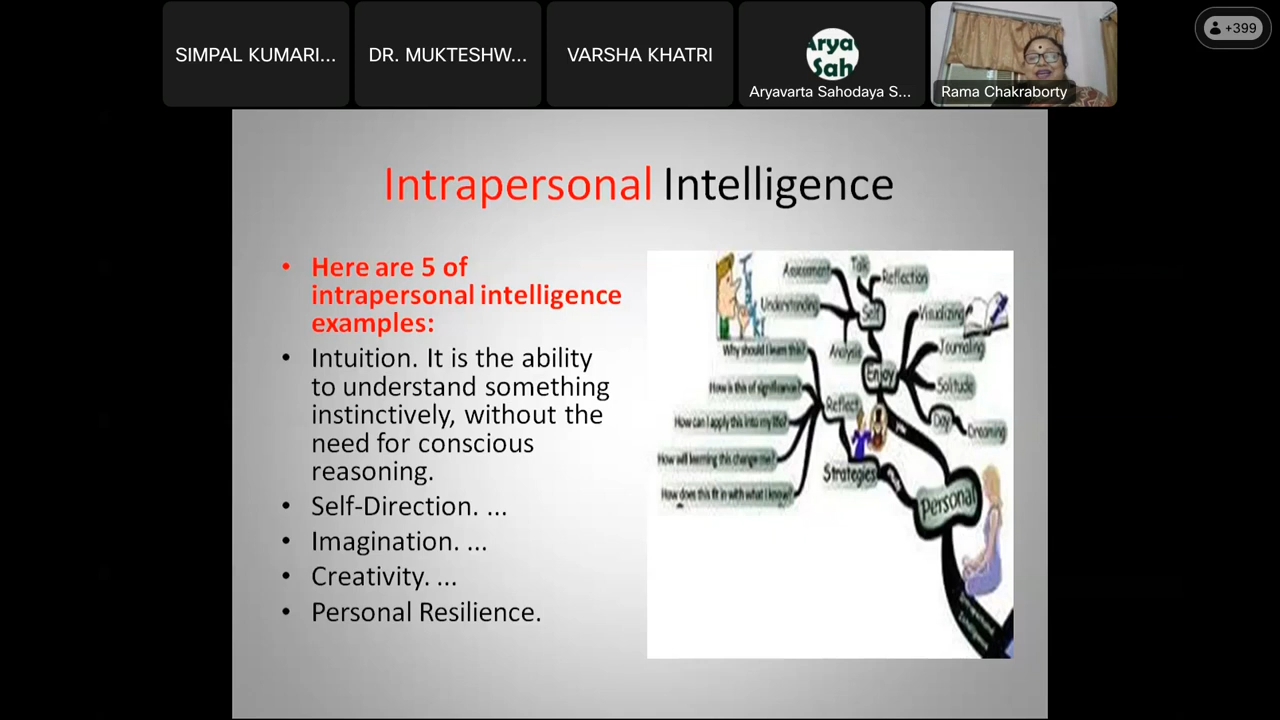 SIMPAL KUMARI...
DR. MUKTESHW...
VARSHA KHATRI
Arya
Sah
Aryavarta Sahodaya S...
Rama Chakraborty
+399
Intrapersonal Intelligence
• Here are 5 of
intrapersonal intelligence
examples:
• Intuition. It is the ability
to understand something
instinctively, without the
need for conscious
reasoning.
• Self-Direction. ...
• Imagination. ...
• Creativity. ...
• Personal Resilience.
Assessment
Talk
Reflection
Understanding
Self
Analysis
Visualizing
Journaling
Enjoy
Solitude
Day
Dreaming
Why should I learn this?
How is this of significance?
Reflect
How can I apply this into my life?
How will learning this change me?
How does this fit in with what I know?
Strategies
Personal